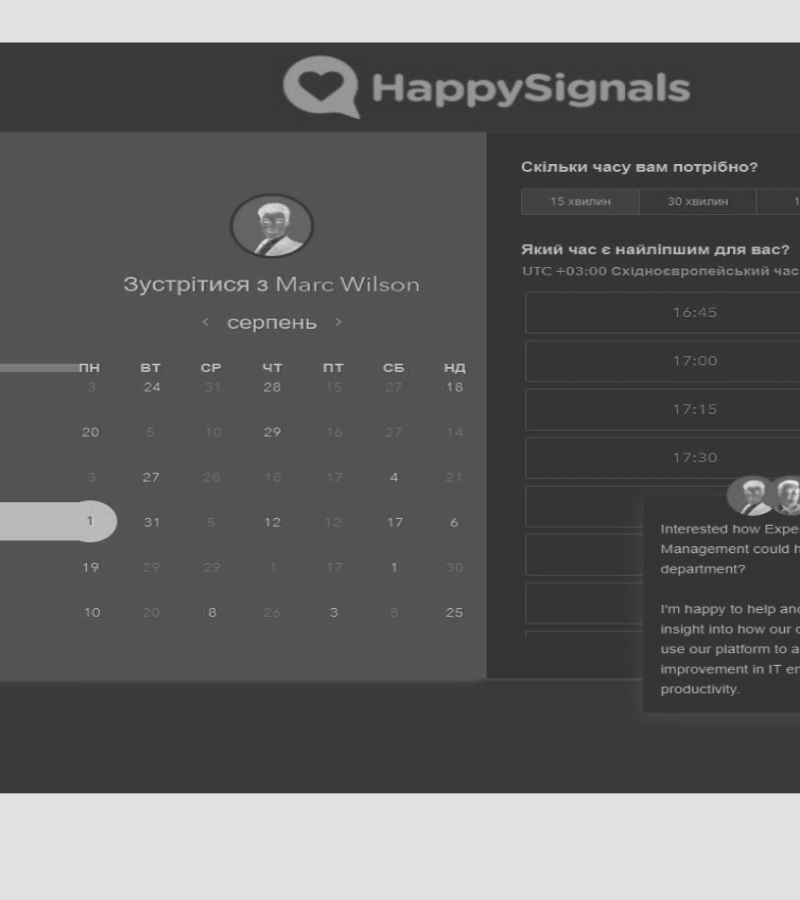 HappySignals
Зустрітися з Marc Wilson
< серпень >
ПН ВТ СР ЧТ ПТ СБ НД
3 24 31 28 15 27 18
20 5 10 29 16 27 14
3 27 28 18 17 4 21
1 31 5 12 12 17 6
19 29 29 1 17 1 30
10 20 8 26 3 8 25
Скільки часу вам потрібно?
15 хвилин 30 хвилин 1
Який час є найліпшим для вас?
UTC +03:00 Східноєвропейський час
16:45
17:00
17:15
17:30
Interested how Expe
Management could h
department?
I'm happy to help and
insight into how our c
use our platform to a
improvement in IT en
productivity.